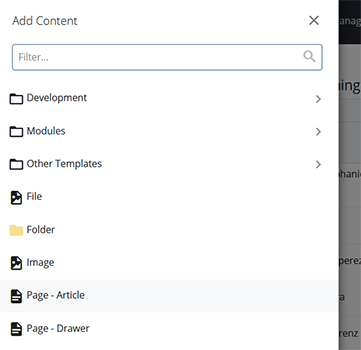 Add Content
Filter...
Development
Modules
Other Templates
File
Folder
Image
Page - Article
Page - Drawer